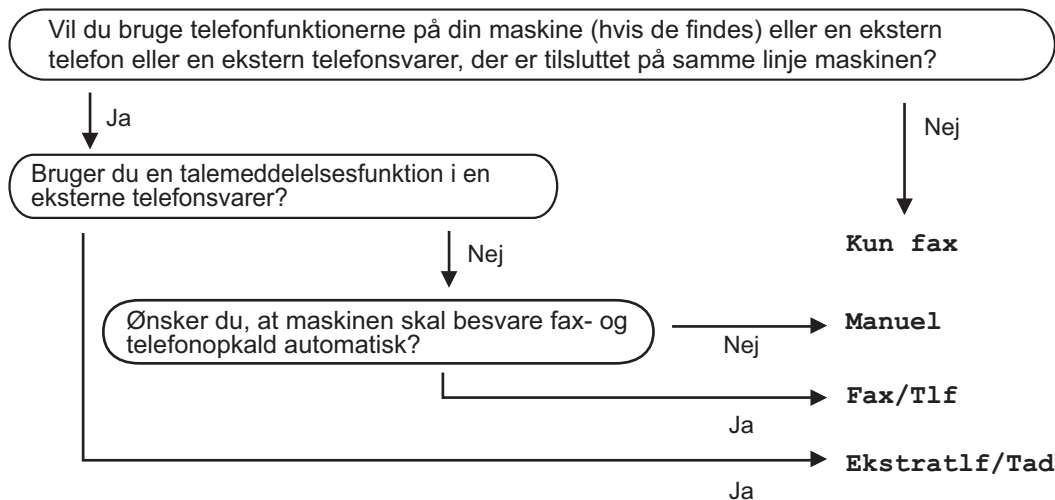 Vil du bruge telefonfunktionerne på din maskine (hvis de findes) eller en ekstern
telefon eller en ekstern telefonsvarer, der er tilsluttet på samme linje maskinen?
Ja
Nej
Bruger du en talemeddelelsesfunktion i en
eksterne telefonsvarer?
Nej
Kun fax
Ønsker du, at maskinen skal besvare fax- og
telefonopkald automatisk?
Nej
Manuel
Ja
Fax/Tlf
Ja
Ekstratlf/Tad